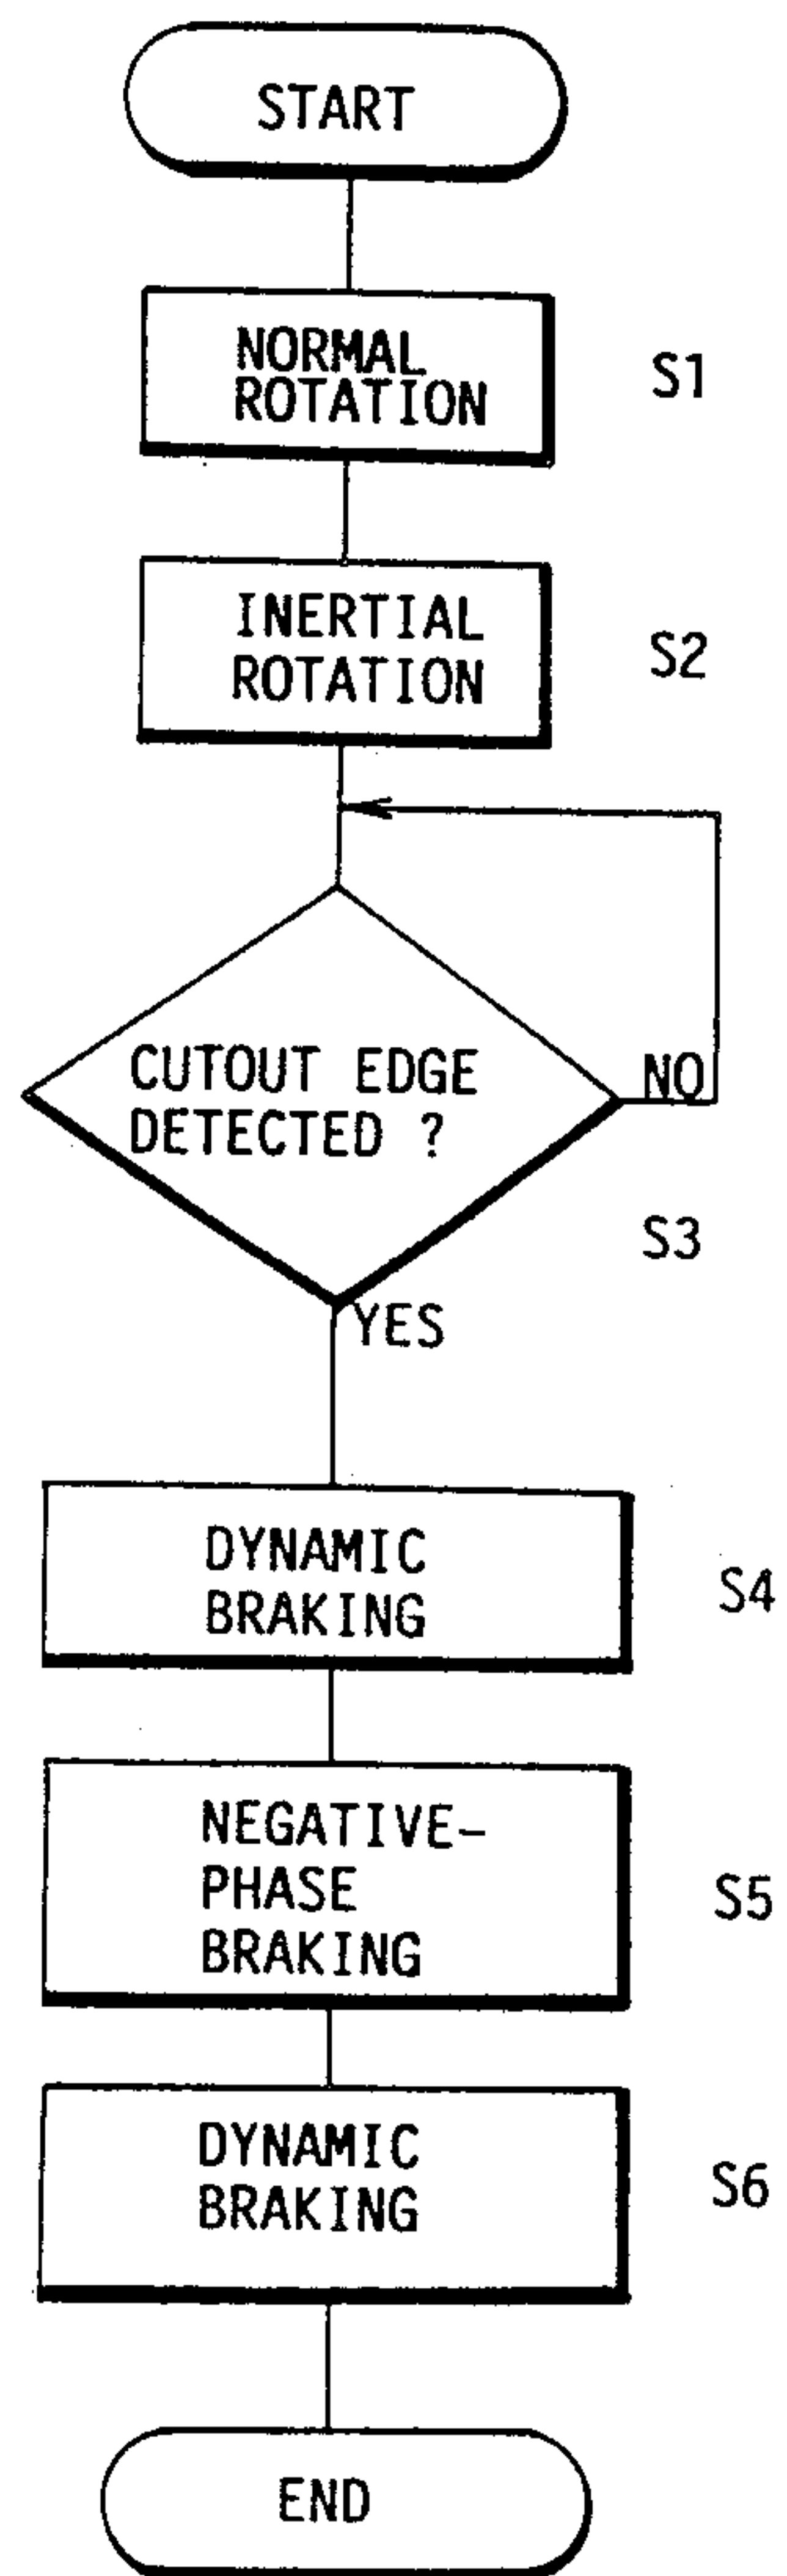 START
NORMAL
ROTATION
S1
INERTIAL
ROTATION
S2
CUTOUT EDGE
DETECTED ?
NO
S3
YES
DYNAMIC
BRAKING
S4
NEGATIVE-
PHASE
BRAKING
S5
DYNAMIC
BRAKING
S6
END